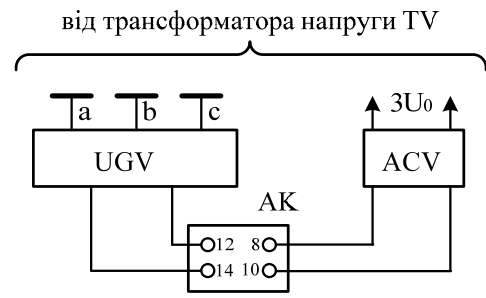 від трансформатора напруги TV
a b c 3U₀
UGV ACV
AK
12 8
14 10